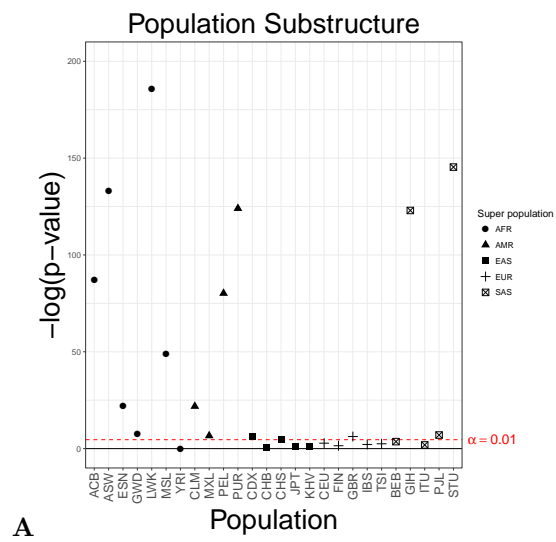 Population Substructure
−log(p−value)
200
150
100
50
0
ACB
ASW
ESN
GWD
LWK
MSL
YRI
CLM
MXL
PEL
PUR
CDX
CHB
CHS
JPT
KHV
CEU
FIN
GBR
IBS
TSI
BEB
GIH
ITU
PJL
STU
Population
Super population
AFR
AMR
EAS
EUR
SAS
α = 0.01
A